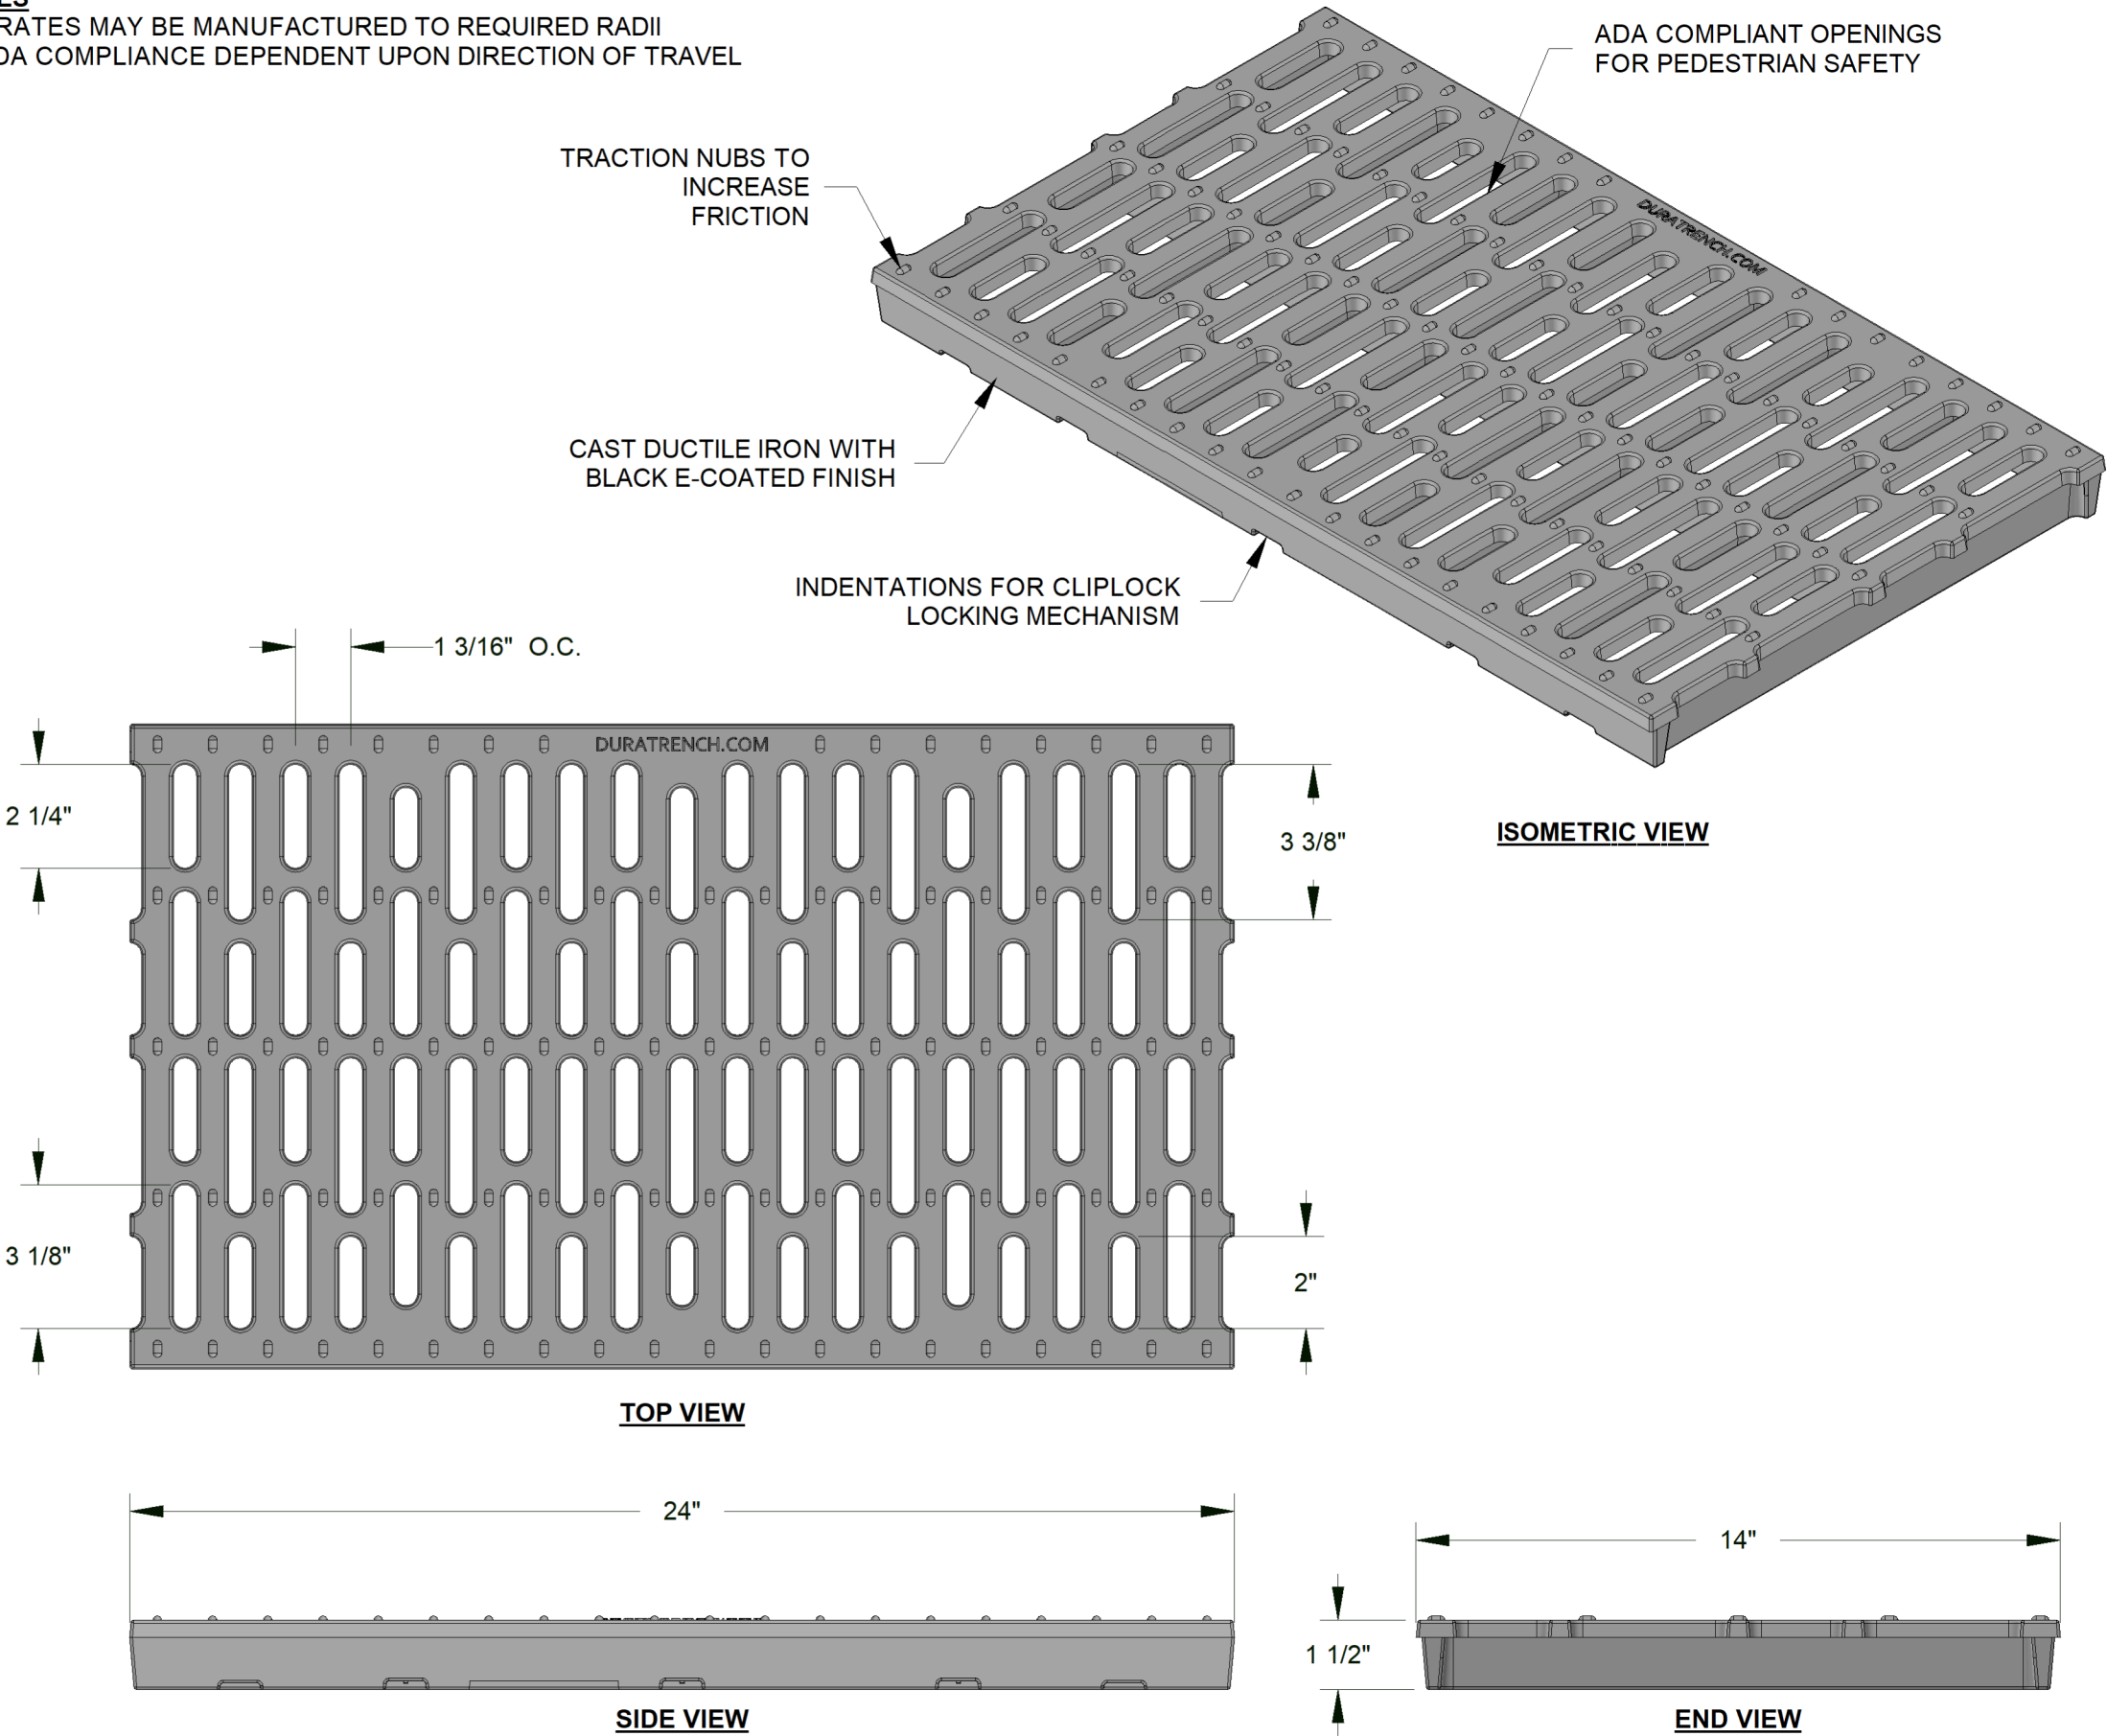 RATES MAY BE MANUFACTURED TO REQUIRED RADII
COMPLIANCE DEPENDENT UPON DIRECTION OF TRAVEL
ADA COMPLIANT OPENINGS
FOR PEDESTRIAN SAFETY
TRACTION NUBS TO
INCREASE
FRICTION
DURATRENCH.COM
CAST DUCTILE IRON WITH
BLACK E-COATED FINISH
INDENTATIONS FOR CLIPLOCK
LOCKING MECHANISM
1 3/16" O.C.
DURATRENCH.COM
2 1/4"
3 3/8"
ISOMETRIC VIEW
3 1/8"
2"
TOP VIEW
24"
14"
1 1/2"
SIDE VIEW
END VIEW